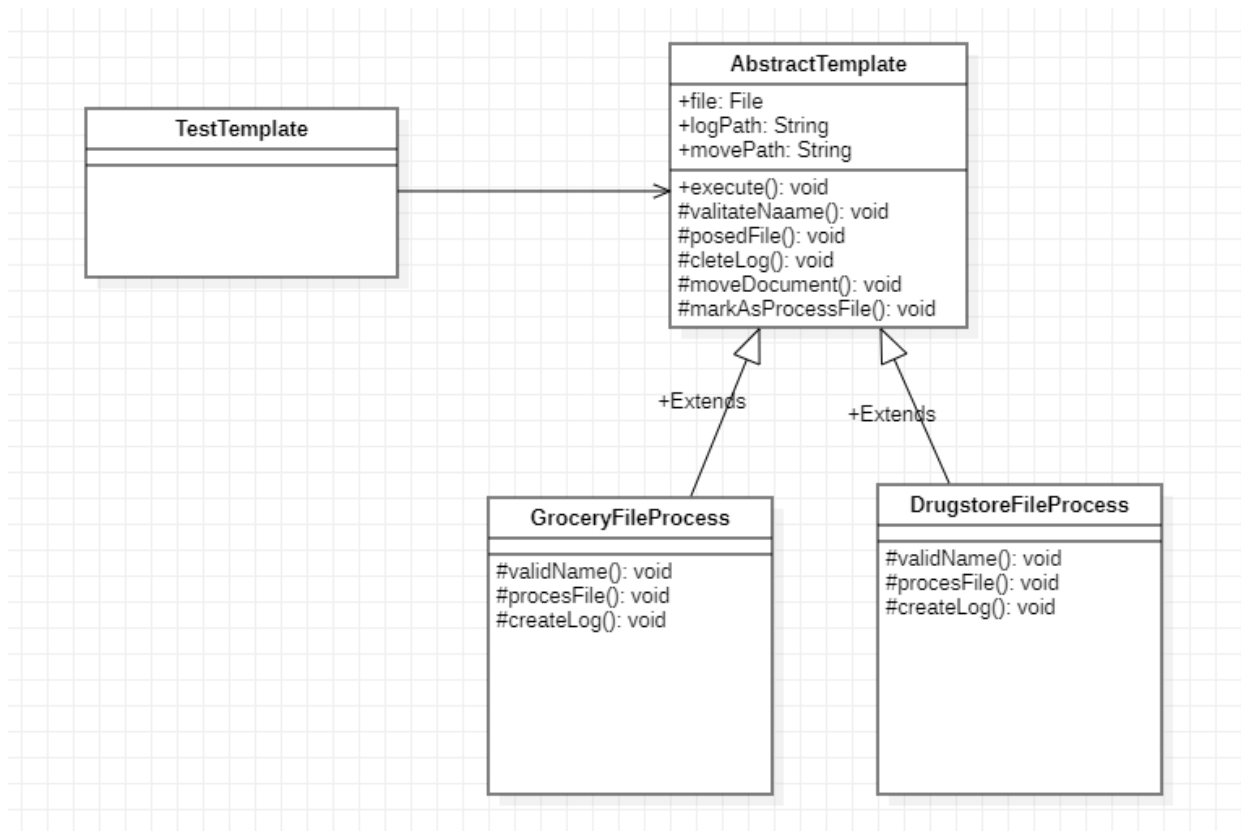 TestTemplate
AbstractTemplate
+file: File
+logPath: String
+movePath: String
+execute(): void
#valitateNaame(): void
#posedFile(): void
#cleteLog(): void
#moveDocument(): void
#markAsProcessFile(): void
+Extends
+Extends
GroceryFileProcess
#validName(): void
#procesFile(): void
#createLog(): void
DrugstoreFileProcess
#validName(): void
#procesFile(): void
#createLog(): void